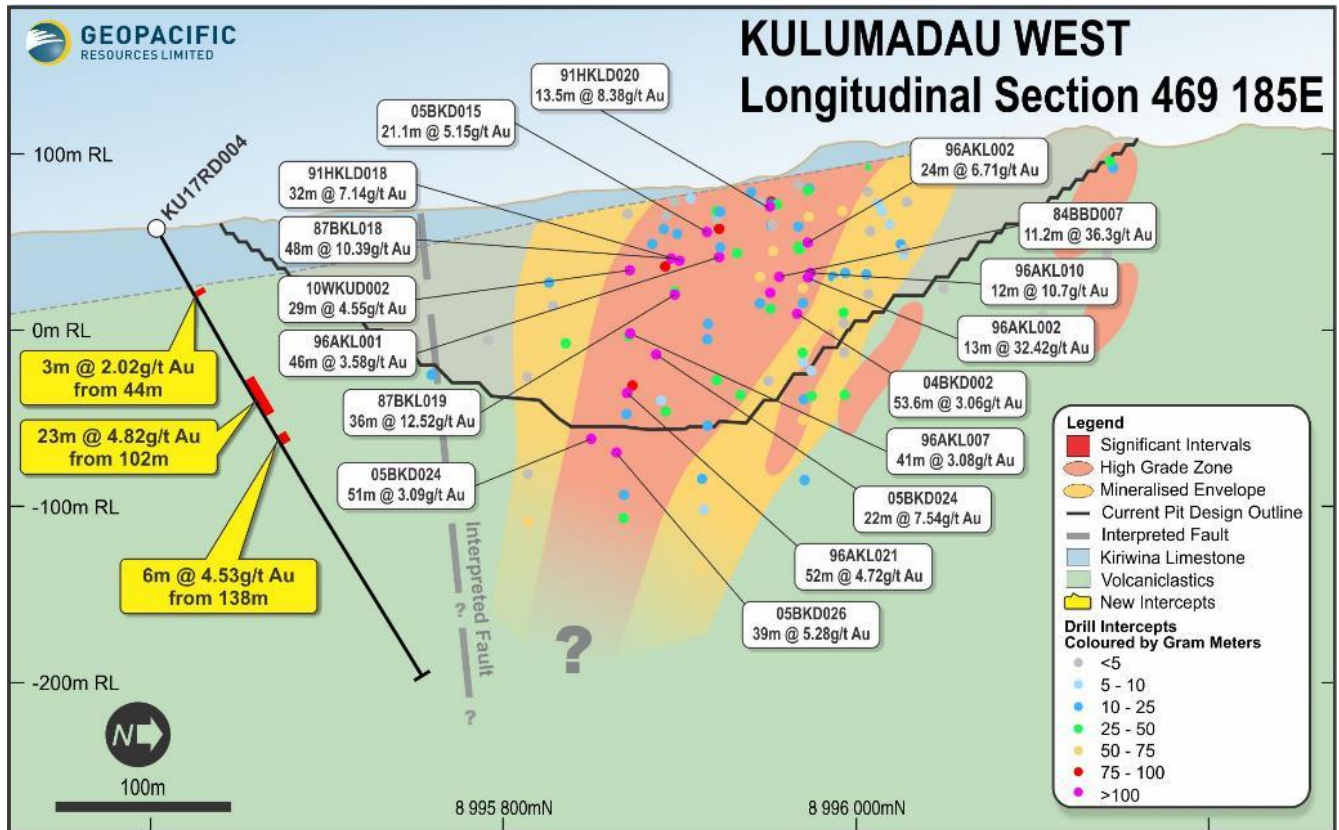 GEOPACIFIC
RESOURCES LIMITED
KULUMADAU WEST
Longitudinal Section 469 185E
91HKLD020
13.5m @ 8.38g/t Au
05BKD015
21.1m @ 5.15g/t Au
96AKL002
24m @ 6.71g/t Au
91HKLD018
32m @ 7.14g/t Au
84BBD007
11.2m @ 36.3g/t Au
87BKL018
48m @ 10.39g/t Au
96AKL010
12m @ 10.7g/t Au
10WKUD002
29m @ 4.55g/t Au
96AKL002
13m @ 32.42g/t Au
96AKL001
46m @ 3.58g/t Au
04BKD002
53.6m @ 3.06g/t Au
87BKL019
36m @ 12.52g/t Au
96AKL007
41m @ 3.08g/t Au
05BKD024
51m @ 3.09g/t Au
05BKD024
22m @ 7.54g/t Au
96AKL021
52m @ 4.72g/t Au
05BKD026
39m @ 5.28g/t Au
100m RL
0m RL
-100m RL
-200m RL
KU17RD004
3m @ 2.02g/t Au
from 44m
23m @ 4.82g/t Au
from 102m
6m @ 4.53g/t Au
from 138m
Interpreted Fault
?
?
?
N
100m
8 995 800mN
8 996 000mN
Legend
Significant Intervals
High Grade Zone
Mineralised Envelope
Current Pit Design Outline
Interpreted Fault
Kiriwina Limestone
Volcaniclastics
New Intercepts
Drill Intercepts
Coloured by Gram Meters
<5
5 - 10
10 - 25
25 - 50
50 - 75
75 - 100
>100